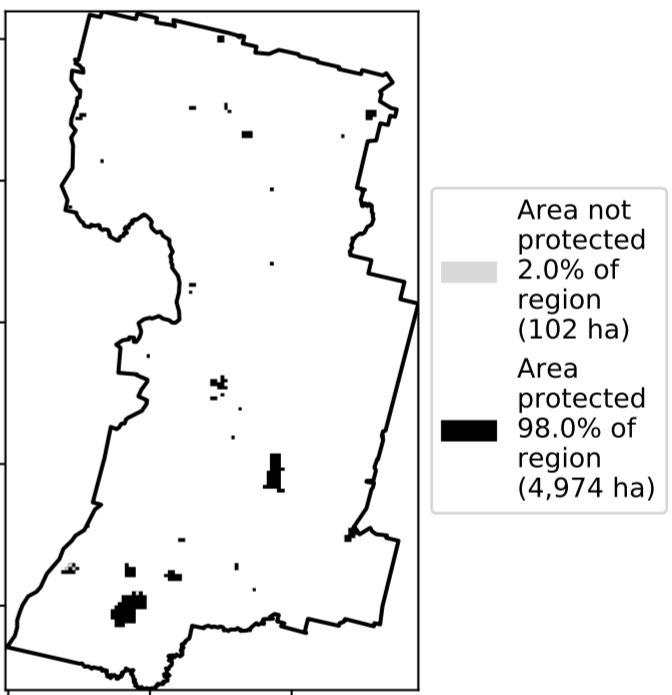 Area not
protected
2.0% of
region
(102 ha)
Area
protected
98.0% of
region
(4,974 ha)